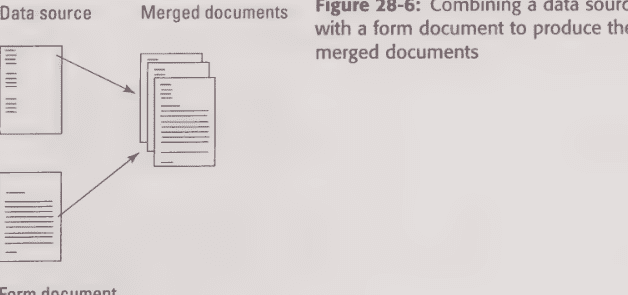 Data source
Merged documents
Figure 28-6: Combining a data sourc
with a form document to produce the
merged documents
Form document